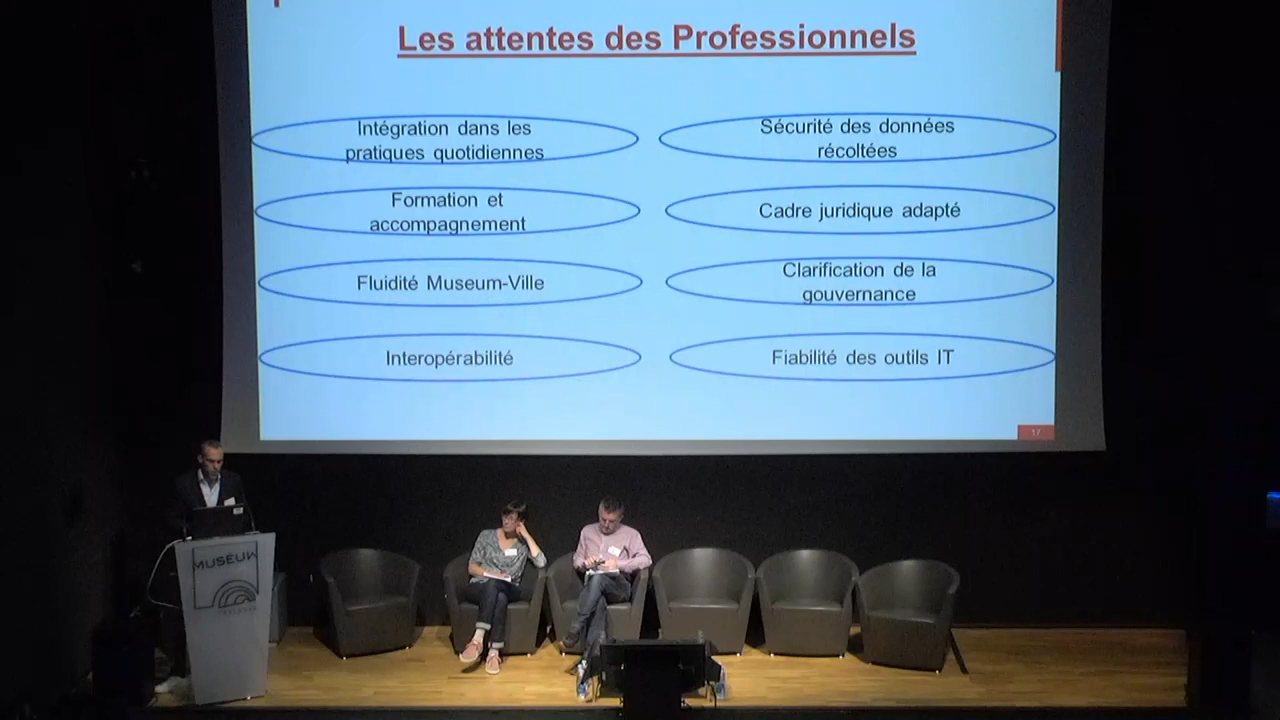 Les attentes des Professionnels
Intégration dans les
pratiques quotidiennes
Sécurité des données
récoltées
Formation et
accompagnement
Cadre juridique adapté
Fluidité Museum-Ville
Clarification de la
gouvernance
Interopérabilité
Fiabilité des outils IT
17
MUSÉUM